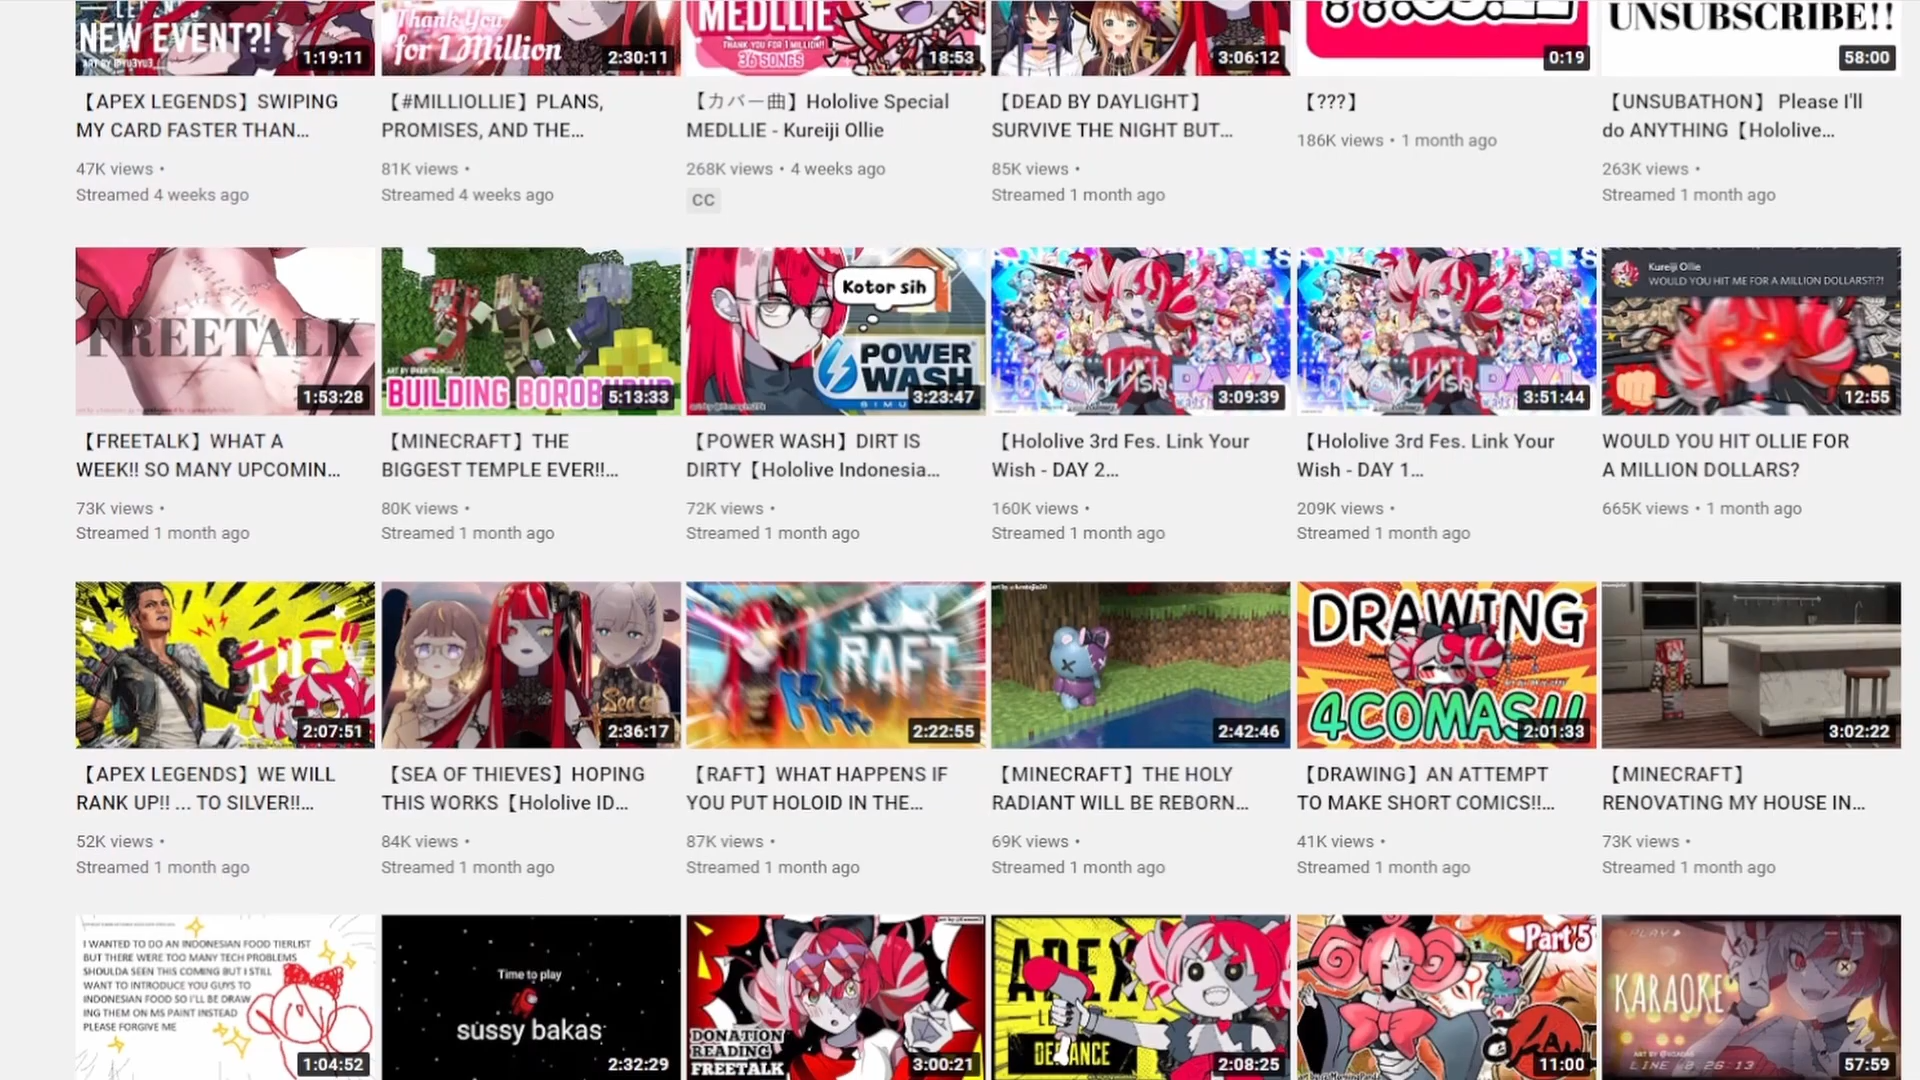 NEW EVENT?!
1:19:11
Thank You
for 1 Million
2:30:11
MEDLLIE
THANK YOU FOR 1 MILLION!!
36 SONGS
18:53
3:06:12
0:19
UNSUBSCRIBE!!
58:00
【APEX LEGENDS】SWIPING
MY CARD FASTER THAN...
47K views •
Streamed 4 weeks ago
【#MILLIOLLIE】PLANS,
PROMISES, AND THE...
81K views •
Streamed 4 weeks ago
【カバー曲】Hololive Special
MEDLLIE - Kureiji Ollie
268K views • 4 weeks ago
CC
【DEAD BY DAYLIGHT】
SURVIVE THE NIGHT BUT...
85K views •
Streamed 1 month ago
【???】
186K views • 1 month ago
【UNSUBATHON】 Please I'll
do ANYTHING【Hololive...
263K views •
Streamed 1 month ago
FREETALK
1:53:28
BUILDING
5:13:33
Kotor sih
POWER
WASH
3:23:47
3:09:39
3:51:44
Kureiji Ollie
WOULD YOU HIT ME FOR A MILLION DOLLARS?!?!
12:55
【FREETALK】WHAT A
WEEK!! SO MANY UPCOMIN...
73K views •
Streamed 1 month ago
【MINECRAFT】THE
BIGGEST TEMPLE EVER!!...
80K views •
Streamed 1 month ago
【POWER WASH】DIRT IS
DIRTY【Hololive Indonesia...
72K views •
Streamed 1 month ago
【Hololive 3rd Fes. Link Your
Wish - DAY 2...
160K views •
Streamed 1 month ago
【Hololive 3rd Fes. Link Your
Wish - DAY 1...
209K views •
Streamed 1 month ago
WOULD YOU HIT OLLIE FOR
A MILLION DOLLARS?
665K views • 1 month ago
2:07:51
Sea of
2:36:17
RAFT
2:22:55
2:42:46
DRAWING
4COMAS!!
2:01:33
3:02:22
【APEX LEGENDS】WE WILL
RANK UP!! ... TO SILVER!!...
52K views •
Streamed 1 month ago
【SEA OF THIEVES】HOPING
THIS WORKS【Hololive ID...
84K views •
Streamed 1 month ago
【RAFT】WHAT HAPPENS IF
YOU PUT HOLOID IN THE...
87K views •
Streamed 1 month ago
【MINECRAFT】THE HOLY
RADIANT WILL BE REBORN...
69K views •
Streamed 1 month ago
【DRAWING】AN ATTEMPT
TO MAKE SHORT COMICS!!...
41K views •
Streamed 1 month ago
【MINECRAFT】
RENOVATING MY HOUSE IN...
73K views •
Streamed 1 month ago
I WANTED TO DO AN INDONESIAN FOOD TIERLIST
BUT THERE WERE TOO MANY TECH PROBLEMS
SHOULDA SEEN THIS COMING BUT I STILL
WANT TO INTRODUCE YOU GUYS TO
INDONESIAN FOOD SO I'LL BE DRAW
ING THEM ON MS PAINT INSTEAD
PLEASE FORGIVE ME
1:04:52
Time to play
sussy bakas
2:32:29
DONATION
READING
FREETALK
3:00:21
APEX
DEFIANCE
2:08:25
Part 5
11:00
PLAY
KARAOKE
57:59